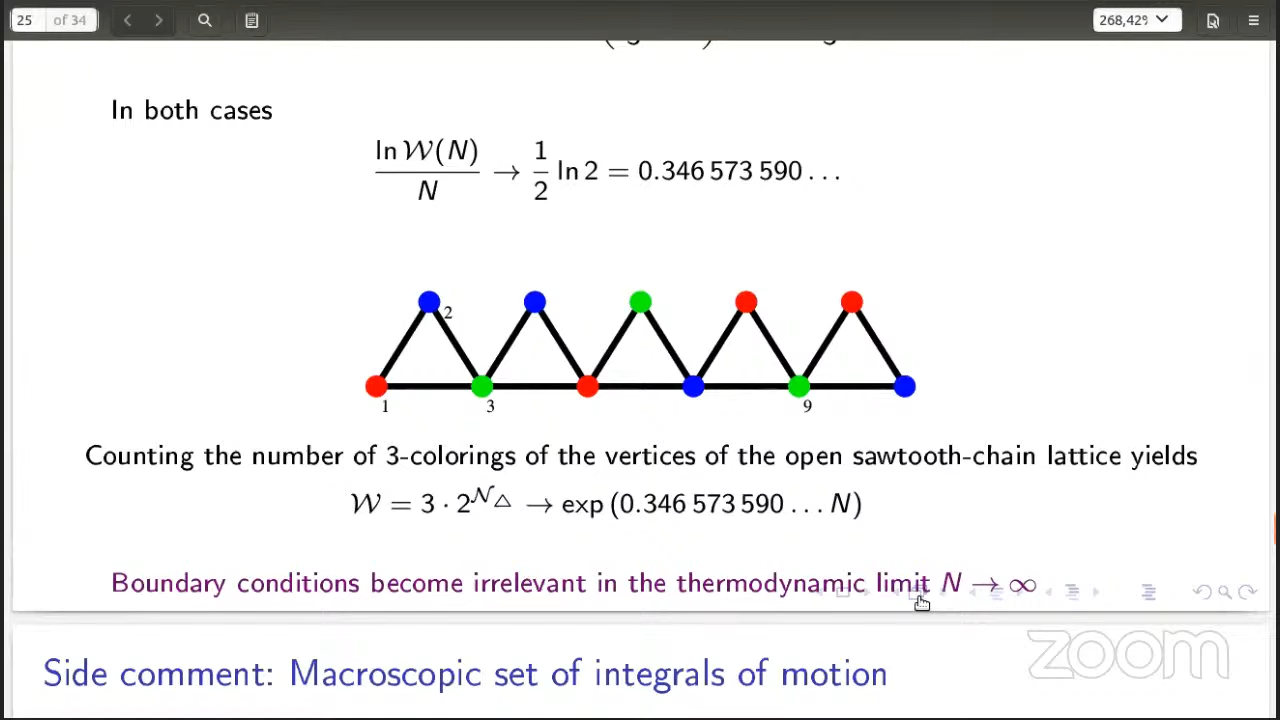 25 of 34
268,42%
In both cases
ln W(N) / N → 1/2 ln 2 = 0.346 573 590 . . .
2
1 3 9
Counting the number of 3-colorings of the vertices of the open sawtooth-chain lattice yields
𝒲 = 3 · 2^𝒩△ → exp (0.346 573 590 . . . N)
Boundary conditions become irrelevant in the thermodynamic limit N → ∞
zoom
Side comment: Macroscopic set of integrals of motion